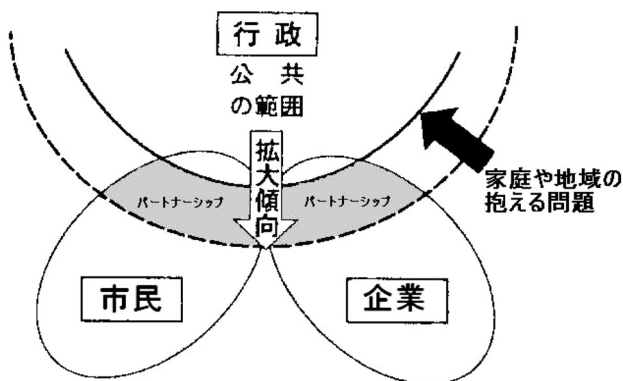 行政
公共
の範囲
拡大傾向
家庭や地域の
抱える問題
パートナーシップ
パートナーシップ
市民
企業